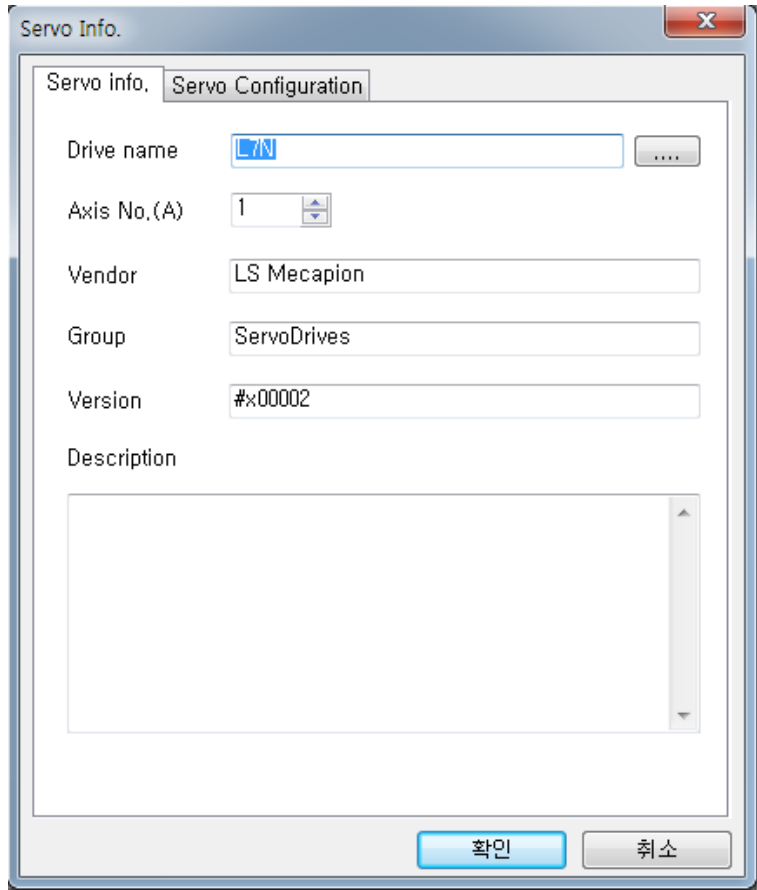 Servo Info.
Servo info. Servo Configuration
Drive name L7N ....
Axis No.(A) 1
Vendor LS Mecapion
Group ServoDrives
Version #x00002
Description
확인 취소